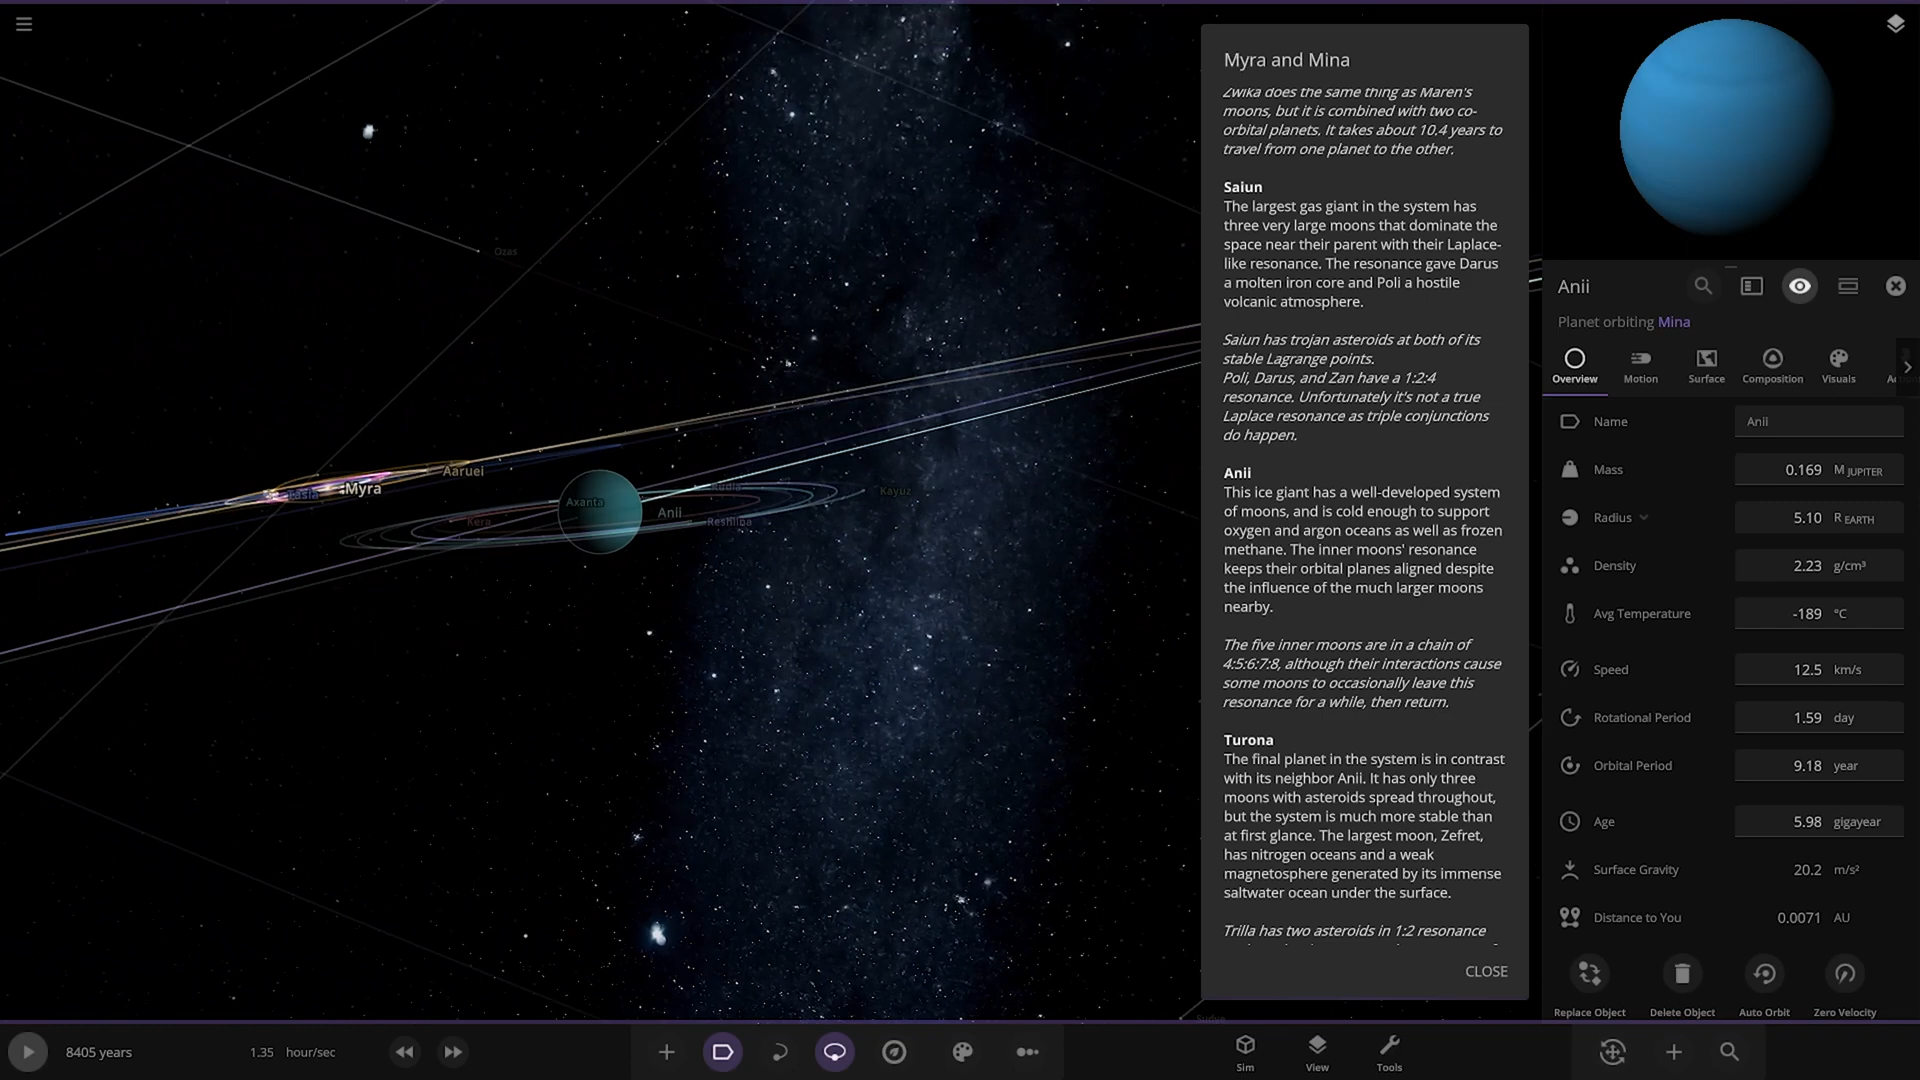 Myra and Mina
Zwika does the same thing as Maren's
moons, but it is combined with two co-
orbital planets. It takes about 10.4 years to
travel from one planet to the other.
Saiun
The largest gas giant in the system has
three very large moons that dominate the
space near their parent with their Laplace-
like resonance. The resonance gave Darus
a molten iron core and Poli a hostile
volcanic atmosphere.
Saiun has trojan asteroids at both of its
stable Lagrange points.
Poli, Darus, and Zan have a 1:2:4
resonance. Unfortunately it's not a true
Laplace resonance as triple conjunctions
do happen.
Anii
This ice giant has a well-developed system
of moons, and is cold enough to support
oxygen and argon oceans as well as frozen
methane. The inner moons' resonance
keeps their orbital planes aligned despite
the influence of the much larger moons
nearby.
The five inner moons are in a chain of
4:5:6:7:8, although their interactions cause
some moons to occasionally leave this
resonance for a while, then return.
Turona
The final planet in the system is in contrast
with its neighbor Anii. It has only three
moons with asteroids spread throughout,
but the system is much more stable than
at first glance. The largest moon, Zefret,
has nitrogen oceans and a weak
magnetosphere generated by its immense
saltwater ocean under the surface.
Trilla has two asteroids in 1:2 resonance
CLOSE
Ozas
Aaruei
Myra
Axanta
Anii
Kera
Kayuz
Anii
Planet orbiting Mina
Overview
Motion
Surface
Composition
Visuals
Name Anii
Mass 0.169 M JUPITER
Radius 5.10 R EARTH
Density 2.23 g/cm³
Avg Temperature -189 °C
Speed 12.5 km/s
Rotational Period 1.59 day
Orbital Period 9.18 year
Age 5.98 gigayear
Surface Gravity 20.2 m/s²
Distance to You 0.0071 AU
Replace Object
Delete Object
Auto Orbit
Zero Velocity
8405 years
1.35 hour/sec
Sim
View
Tools